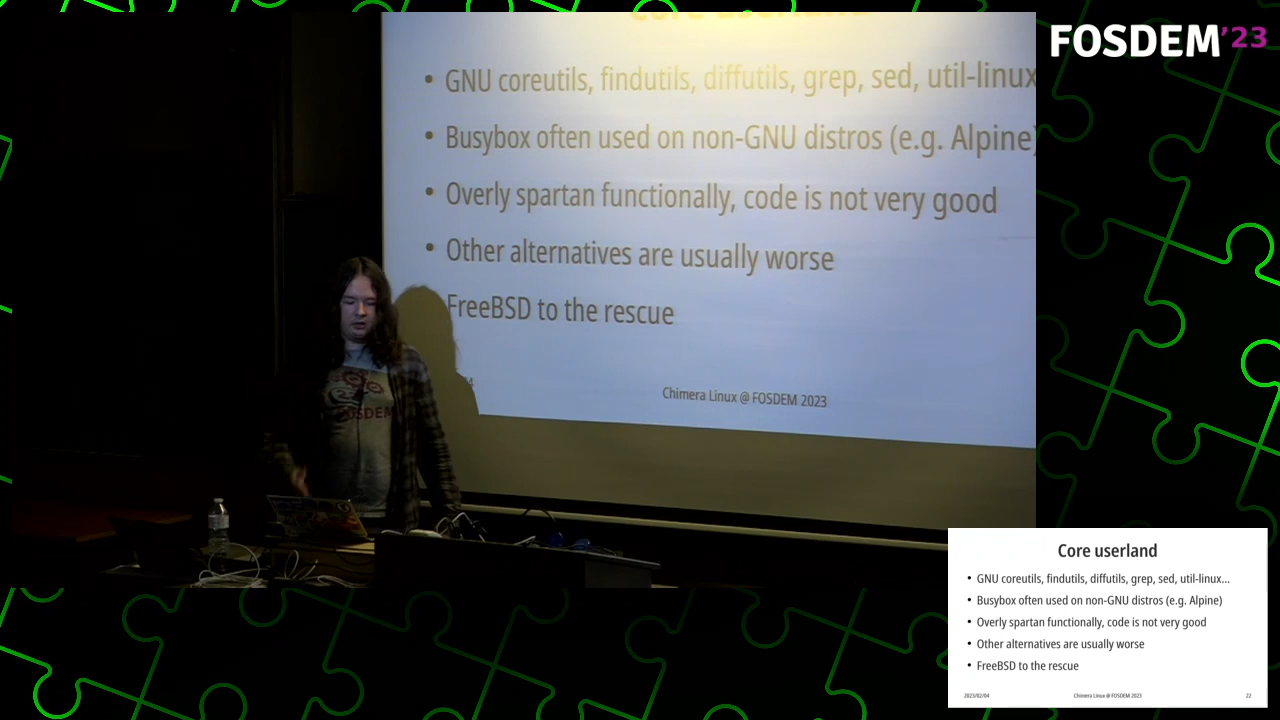 FOSDEM'23
Core userland
• GNU coreutils, findutils, diffutils, grep, sed, util-linux
• Busybox often used on non-GNU distros (e.g. Alpine)
• Overly spartan functionally, code is not very good
• Other alternatives are usually worse
FreeBSD to the rescue
Chimera Linux @ FOSDEM 2023
FOSDEM
Core userland
• GNU coreutils, findutils, diffutils, grep, sed, util-linux...
• Busybox often used on non-GNU distros (e.g. Alpine)
• Overly spartan functionally, code is not very good
• Other alternatives are usually worse
• FreeBSD to the rescue
2023/02/04 Chimera Linux @ FOSDEM 2023 22